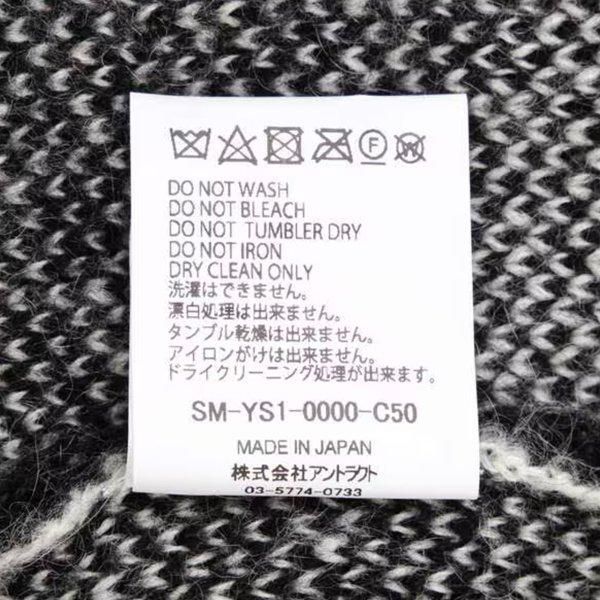 F
DO NOT WASH
DO NOT BLEACH
DO NOT TUMBLER DRY
DO NOT IRON
DRY CLEAN ONLY
洗濯はできません。
漂白処理は出来ません。
タンブル乾燥は出来ません。
アイロンがけは出来ません。
ドライクリーニング処理が出来ます。
SM-YS1-0000-C50
MADE IN JAPAN
株式会社アントラクト
03-5774-0733